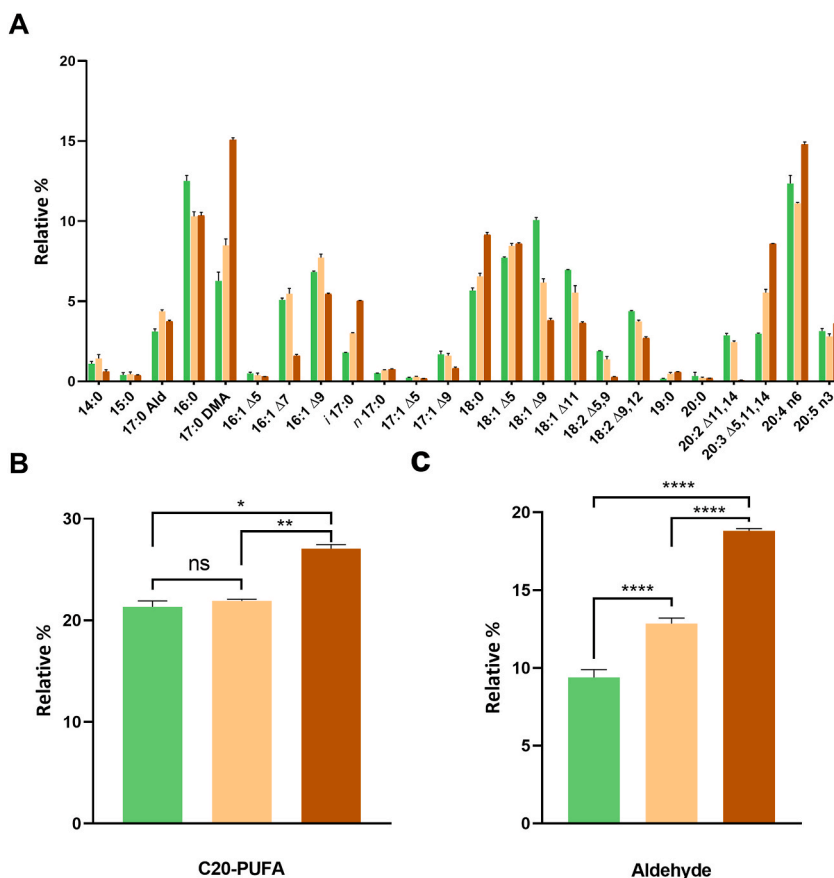 A
Relative %
20
15
10
5
0
14:0
15:0
17:0 Ald
16:0
17:0 DMA
16:1 Δ5
16:1 Δ7
16:1 Δ9
i 17:0
n 17:0
17:1 Δ5
17:1 Δ9
18:0
18:1 Δ5
18:1 Δ9
18:1 Δ11
18:2 Δ5,9
18:2 Δ9,12
19:0
20:0
20:2 Δ11,14
20:3 Δ5,11,14
20:4 n6
20:5 n3
B
Relative %
30
20
10
0
*
**
ns
C20-PUFA
C
Relative %
20
15
10
5
0
****
****
****
Aldehyde